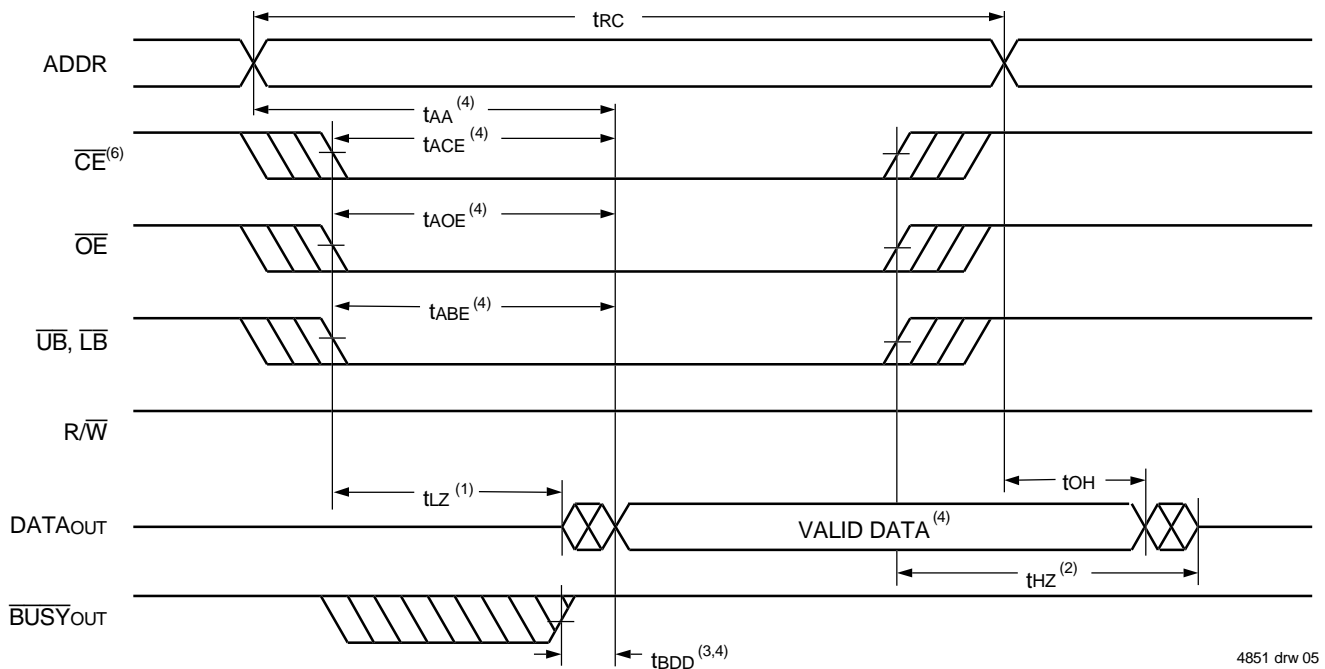 tRC
ADDR
tAA (4)
tACE (4)
CE(6)
tAOE (4)
OE
tABE (4)
UB, LB
R/W
tLZ (1)
tOH
DATAOUT
VALID DATA(4)
tHZ (2)
BUSYOUT
tBDD (3,4)
4851 drw 05